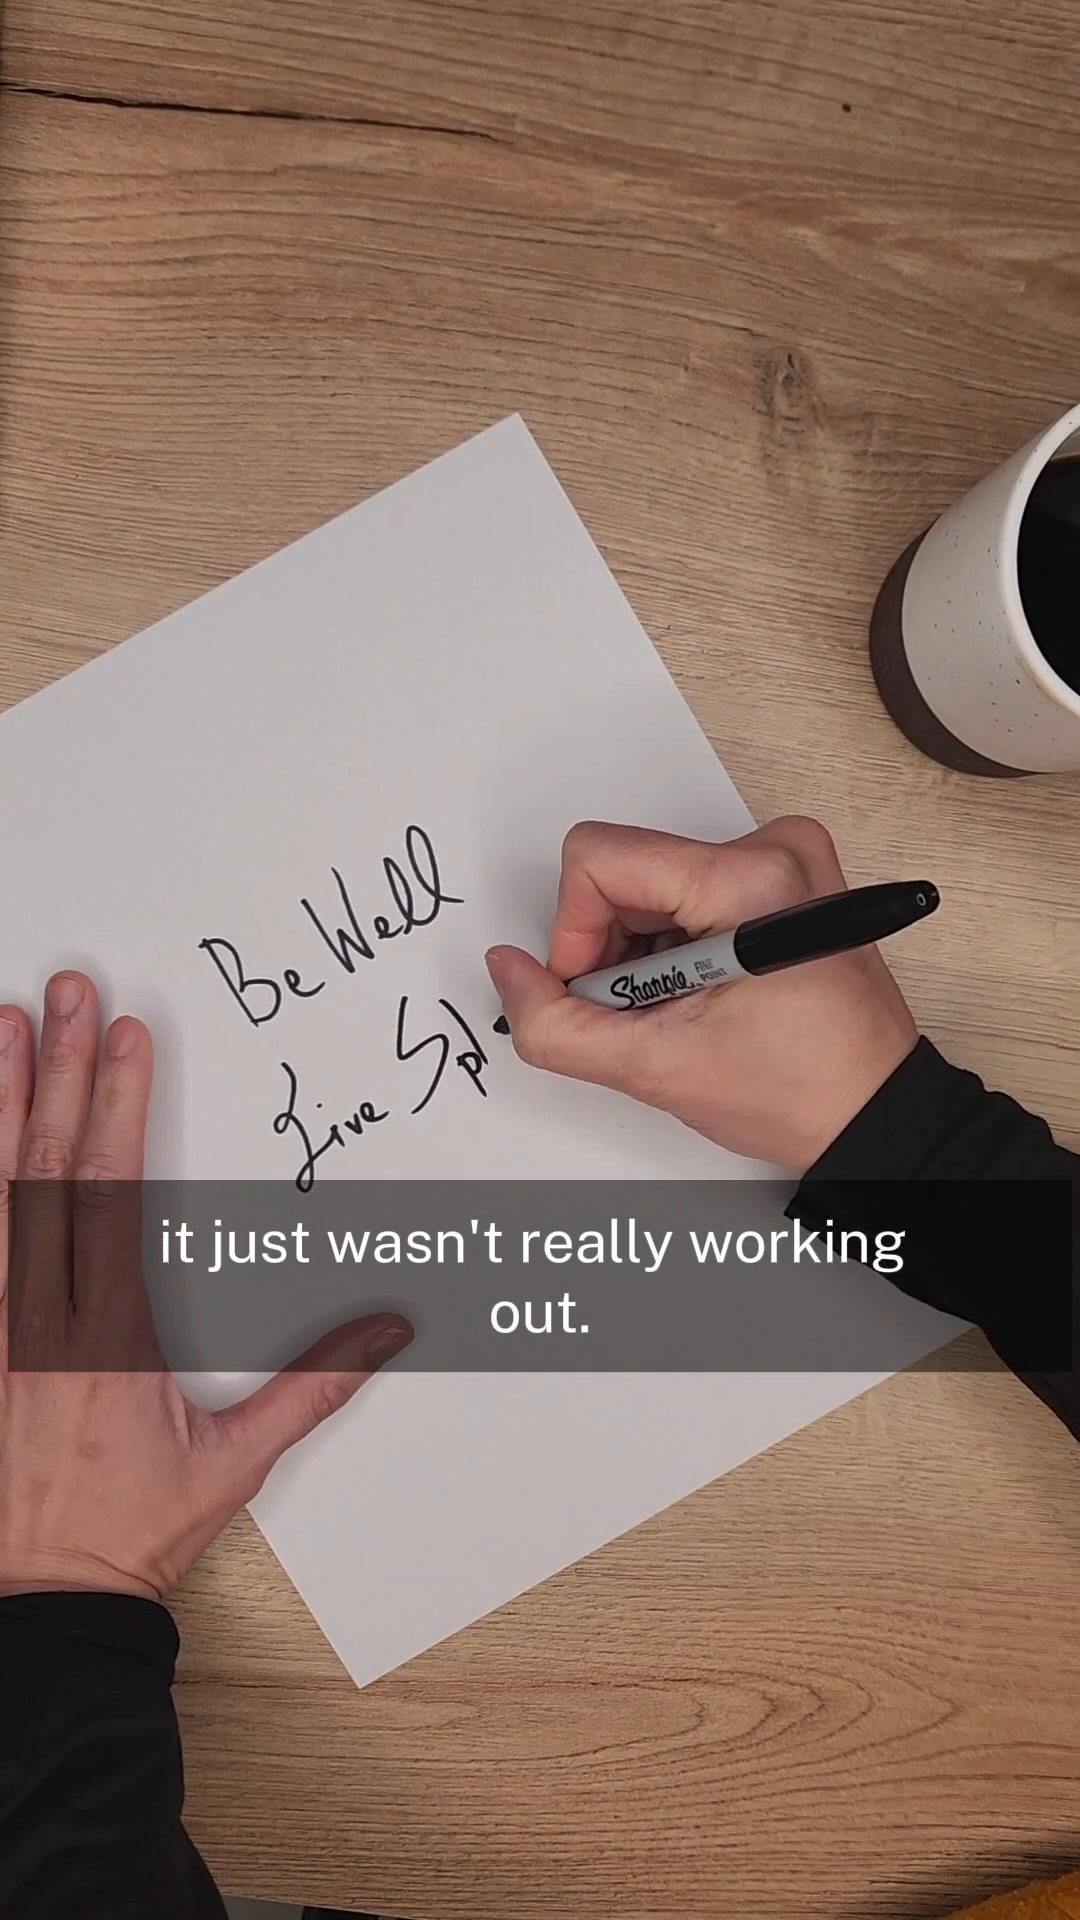 Be Well
Live Spl
Sharpie FINE POINT
it just wasn't really working
out.